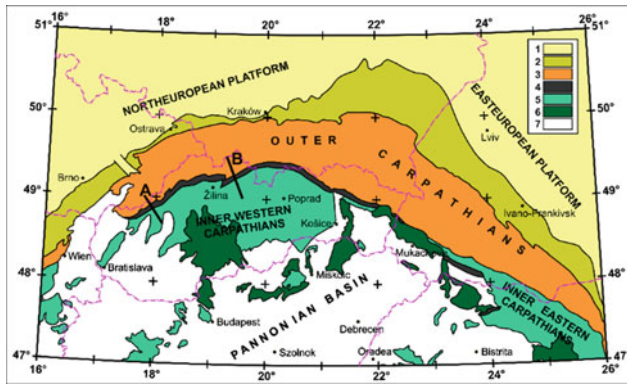 51° 16° 18° 20° 22° 24° 26° 51°
1
2
3
4
5
6
7
NORTHEUROPEAN PLATFORM
EASTEUROPEAN PLATFORM
50° 50°
Kraków
Ostrava
Lviv
OUTER CARPATHIANS
B
Brno
A
49° 49°
Žilina
Poprad
Ivano-Frankivsk
INNER WESTERN
CARPATHIANS
Košice
Wien
Mukachevo
48° 48°
Bratislava
Miskolc
INNER EASTERN
CARPATHIANS
PANNONIAN BASIN
Budapest
Debrecen
47° Szolnok Oradea Bistrita 47°
16° 18° 20° 22° 24° 26°